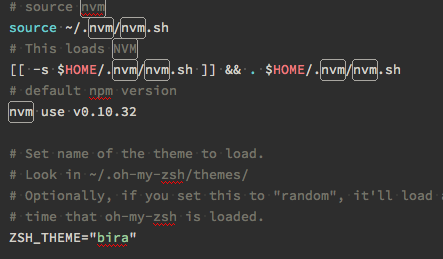 # source nvm
source ~/.nvm/nvm.sh
# This loads NVM
[[ -s $HOME/.nvm/nvm.sh ]] && . $HOME/.nvm/nvm.sh
# default npm version
nvm use v0.10.32
# Set name of the theme to load.
# Look in ~/.oh-my-zsh/themes/
# Optionally, if you set this to "random", it'll load
# time that oh-my-zsh is loaded.
ZSH_THEME="bira"